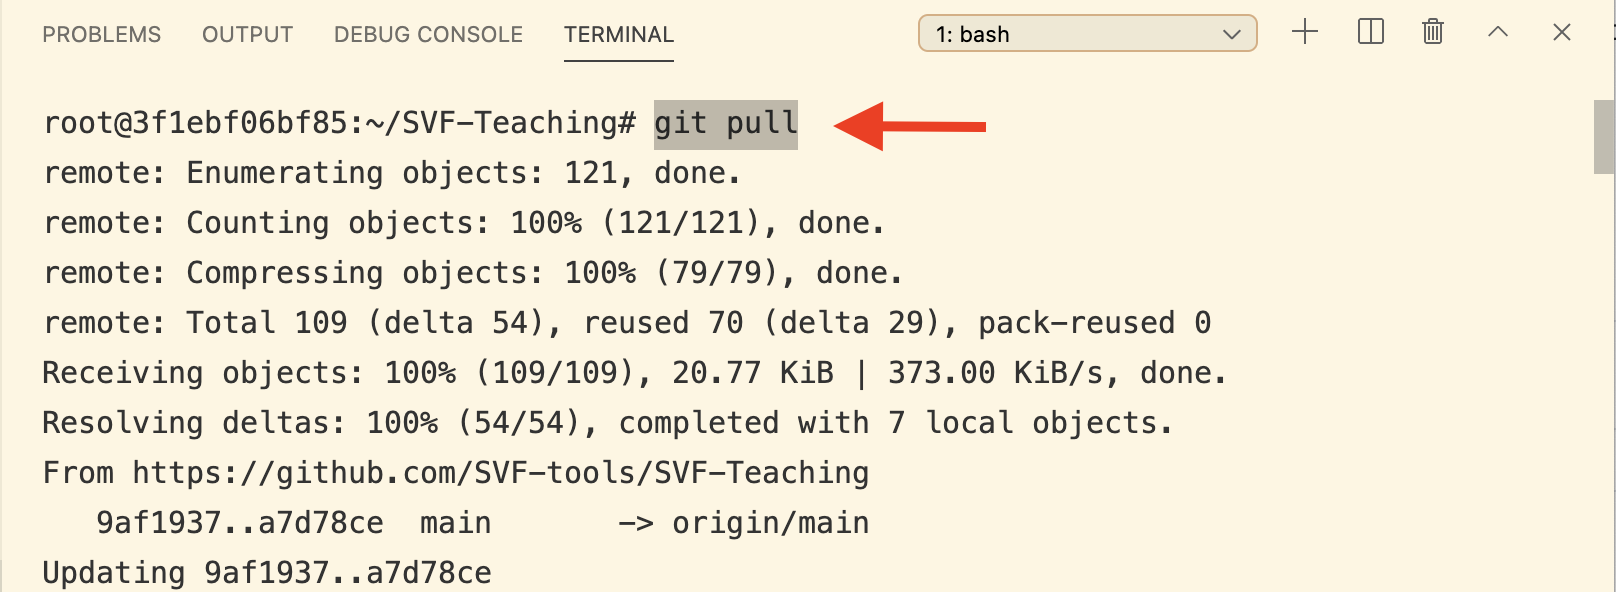 PROBLEMS OUTPUT DEBUG CONSOLE TERMINAL 1: bash
root@3f1ebf06bf85:~/SVF-Teaching# git pull
remote: Enumerating objects: 121, done.
remote: Counting objects: 100% (121/121), done.
remote: Compressing objects: 100% (79/79), done.
remote: Total 109 (delta 54), reused 70 (delta 29), pack-reused 0
Receiving objects: 100% (109/109), 20.77 KiB | 373.00 KiB/s, done.
Resolving deltas: 100% (54/54), completed with 7 local objects.
From https://github.com/SVF-tools/SVF-Teaching
   9af1937..a7d78ce  main       -> origin/main
Updating 9af1937..a7d78ce